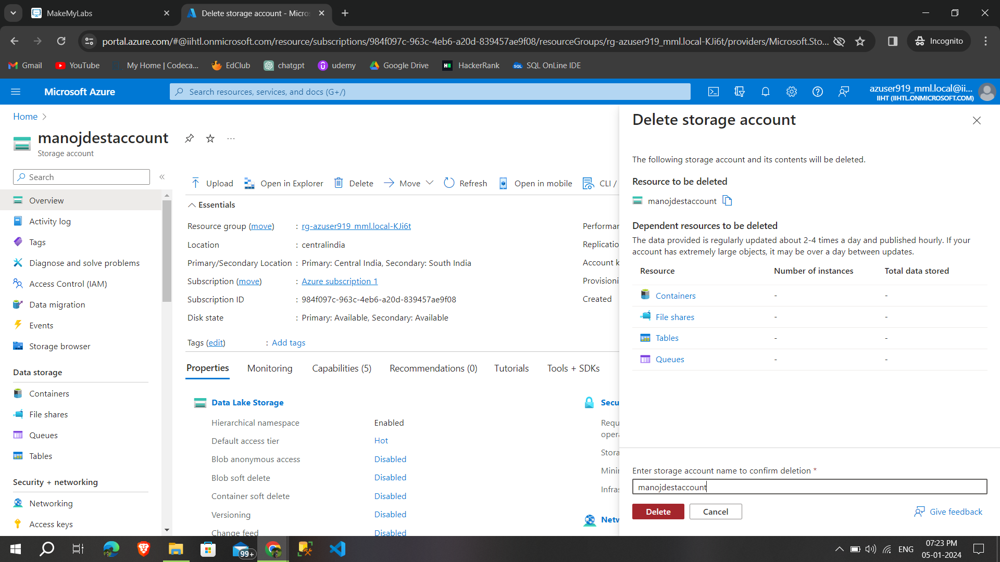 MakeMyLabs
Delete storage account - Micros
portal.azure.com/#@iihtl.onmicrosoft.com/resource/subscriptions/984f097c-963c-4eb6-a20d-839457ae9f08/resourceGroups/rg-azuser919_mml.local-KJi6t/providers/Microsoft.Sto...
Incognito
Gmail
YouTube
My Home | Codeca...
EdClub
chatgpt
udemy
Google Drive
HackerRank
SQL OnLine IDE
Microsoft Azure
Search resources, services, and docs (G+/)
azuser919_mml.local@ii...
IIHT (IIHTL.ONMICROSOFT.COM)
Home
manojdestaccount
Storage account
Search
Overview
Activity log
Tags
Diagnose and solve problems
Access Control (IAM)
Data migration
Events
Storage browser
Data storage
Containers
File shares
Queues
Tables
Security + networking
Networking
Access keys
Upload
Open in Explorer
Delete
Move
Refresh
Open in mobile
CLI /
Essentials
Resource group (move) : rg-azuser919_mml.local-KJi6t
Location : centralindia
Primary/Secondary Location : Primary: Central India, Secondary: South India
Subscription (move) : Azure subscription 1
Subscription ID : 984f097c-963c-4eb6-a20d-839457ae9f08
Disk state : Primary: Available, Secondary: Available
Performan
Replicatio
Account k
Provisioni
Created
Tags (edit) : Add tags
Properties
Monitoring
Capabilities (5)
Recommendations (0)
Tutorials
Tools + SDKs
Data Lake Storage
Hierarchical namespace Enabled
Default access tier Hot
Blob anonymous access Disabled
Blob soft delete Disabled
Container soft delete Disabled
Versioning Disabled
Change feed Disabled
Secu
Requ
opera
Stora
Minin
Infras
Netw
Delete storage account
The following storage account and its contents will be deleted.
Resource to be deleted
manojdestaccount
Dependent resources to be deleted
The data provided is regularly updated about 2-4 times a day and published hourly. If your
account has extremely large objects, it may be over a day between updates.
Resource Number of instances Total data stored
Containers - -
File shares - -
Tables - -
Queues - -
Enter storage account name to confirm deletion *
manojdestaccount
Delete
Cancel
Give feedback
99+
ENG
07:23 PM
05-01-2024